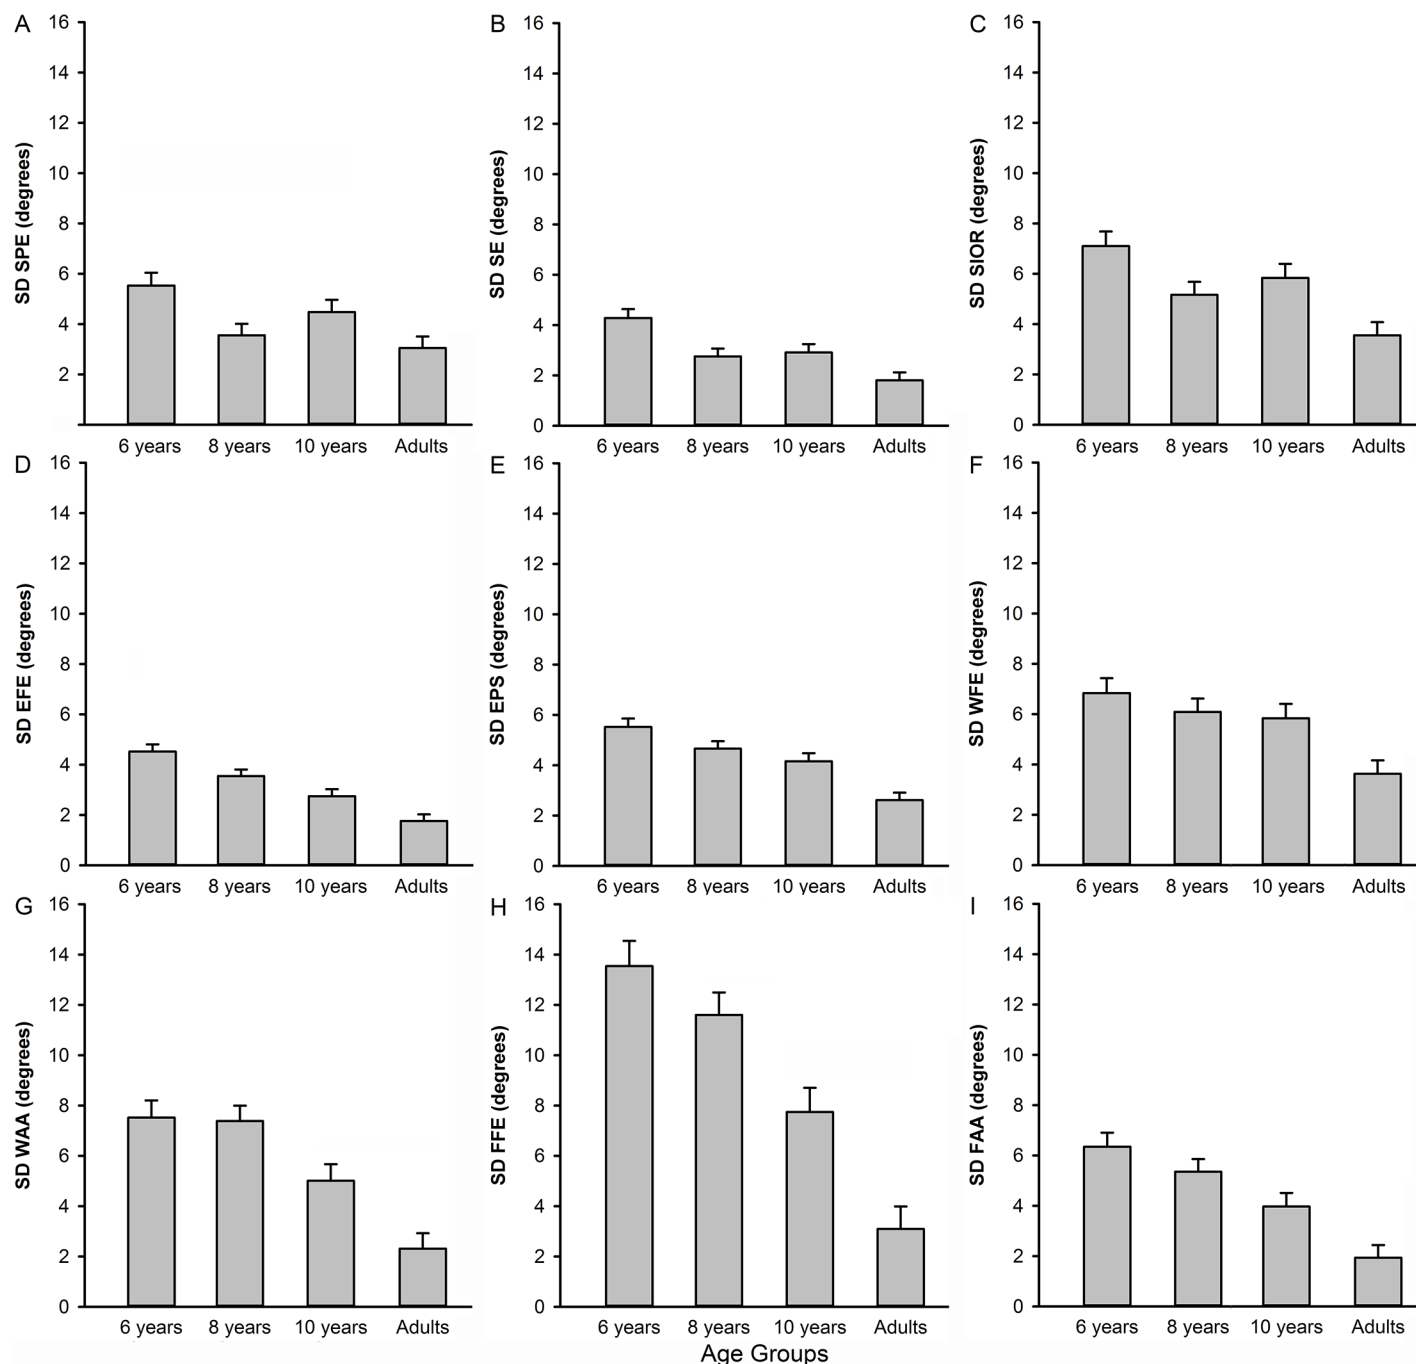 A
16
14
12
10
8
6
4
2
SD SPE (degrees)
6 years 8 years 10 years Adults
B
16
14
12
10
8
6
4
2
0
SD SE (degrees)
6 years 8 years 10 years Adults
C
16
14
12
10
8
6
4
2
0
SD SIOR (degrees)
6 years 8 years 10 years Adults
D
16
14
12
10
8
6
4
2
0
SD EFE (degrees)
6 years 8 years 10 years Adults
E
16
14
12
10
8
6
4
2
0
SD EPS (degrees)
6 years 8 years 10 years Adults
F
16
14
12
10
8
6
4
2
0
SD WFE (degrees)
6 years 8 years 10 years Adults
G
16
14
12
10
8
6
4
2
0
SD WAA (degrees)
6 years 8 years 10 years Adults
H
16
14
12
10
8
6
4
2
0
SD FFE (degrees)
6 years 8 years 10 years Adults
I
16
14
12
10
8
6
4
2
0
SD FAA (degrees)
6 years 8 years 10 years Adults
Age Groups